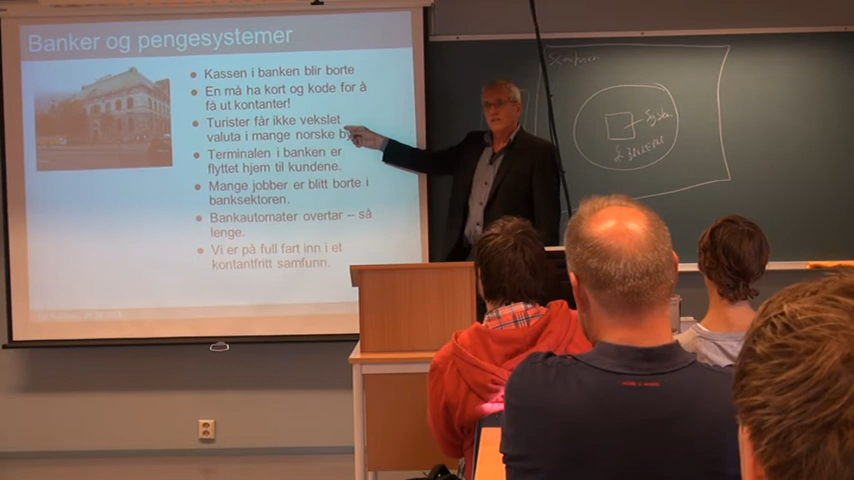 Banker og pengesystemer
Kassen i banken blir borte
En må ha kort og kode for å
få ut kontanter!
Turister får ikke vekslet
valuta i mange norske by
Terminalen i banken er
flyttet hjem til kundene.
Mange jobber er blitt borte i
banksektoren.
Bankautomater overtar – så
lenge.
Vi er på full fart inn i et
kontantfritt samfunn.